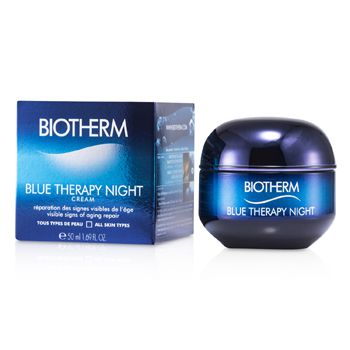 BIOTHERM
BLUE THERAPY NIGHT
CREAM
réparation des signes visibles de l'âge
visible signs of aging repair
TOUS TYPES DE PEAU ALL SKIN TYPES
50 ml 1.69 FL. OZ.
BIOTHERM
BLUE THERAPY NIGHT